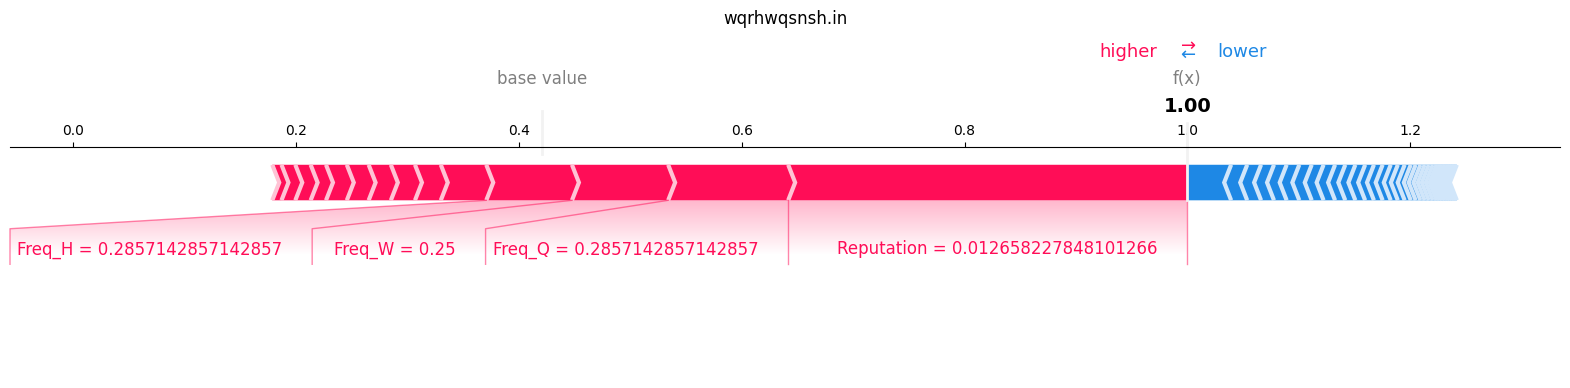 wqrhwqsnsh.in
higher ⇄ lower
base value f(x)
1.00
0.0 0.2 0.4 0.6 0.8 1.0 1.2
Freq_H = 0.2857142857142857 Freq_W = 0.25 Freq_Q = 0.2857142857142857 Reputation = 0.012658227848101266